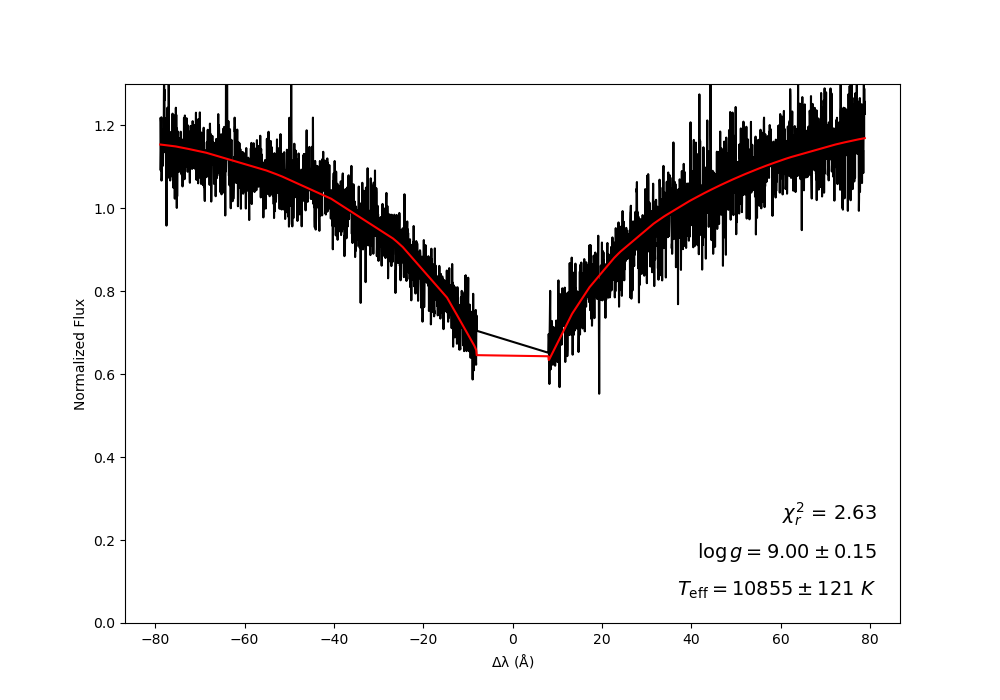 1.2
1.0
0.8
0.6
0.4
0.2
0.0
Normalized Flux
χ²ᵣ = 2.63
log g = 9.00 ± 0.15
T_eff = 10855 ± 121 K
−80 −60 −40 −20 0 20 40 60 80
Δλ (Å)